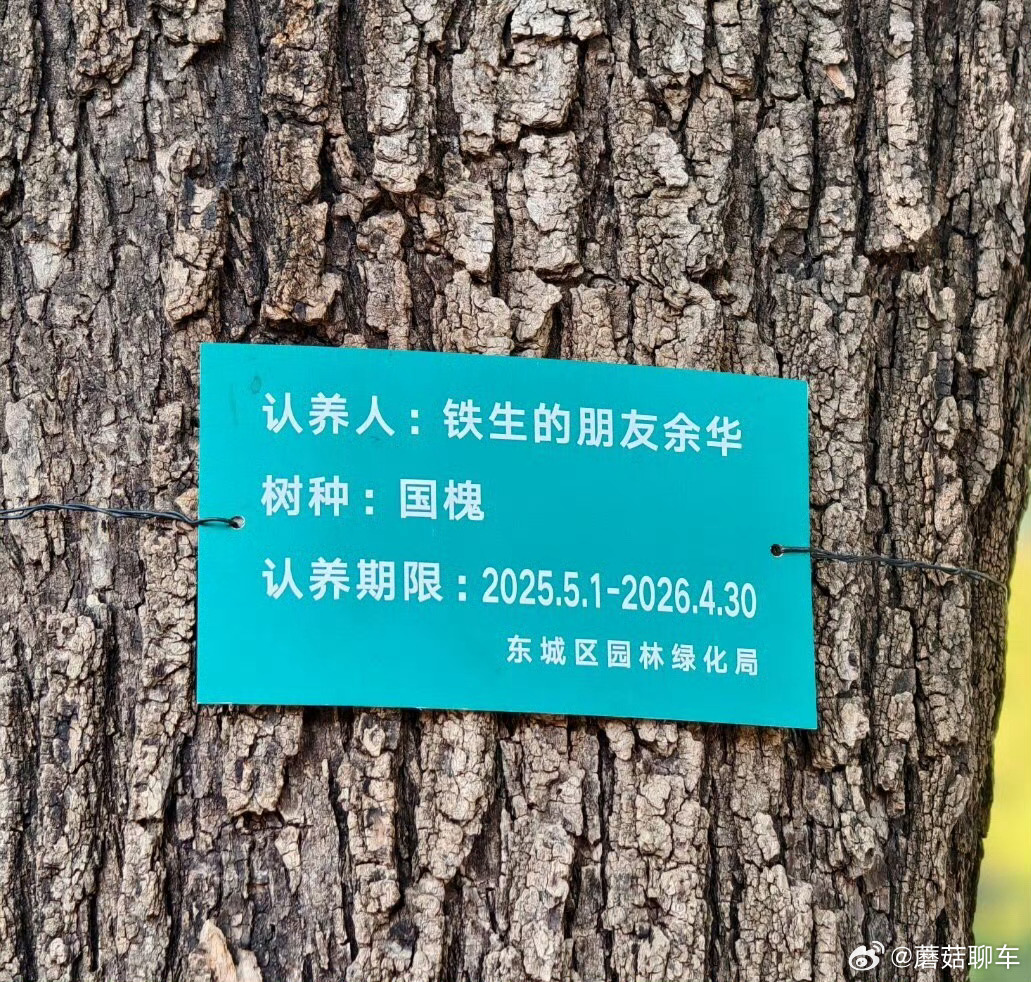 认养人：铁生的朋友余华
树种：国槐
认养期限：2025.5.1-2026.4.30
东城区园林绿化局
@蘑菇聊车